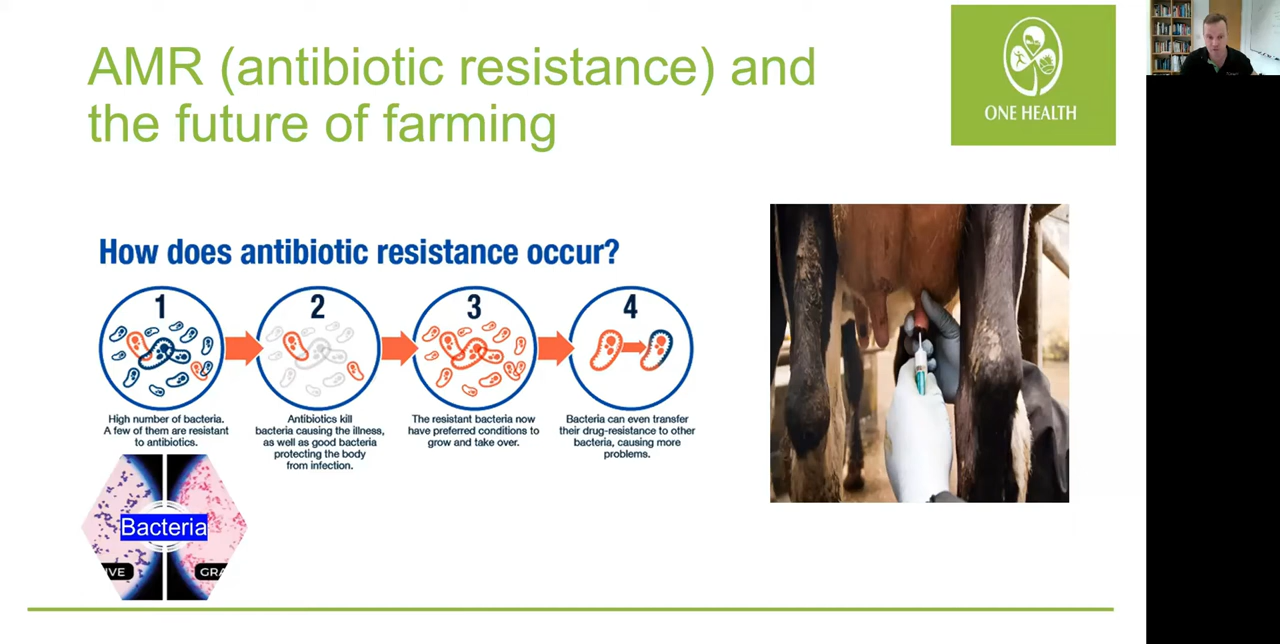 AMR (antibiotic resistance) and
the future of farming
ONE HEALTH
How does antibiotic resistance occur?
1
2
3
4
High number of bacteria.
A few of them are resistant
to antibiotics.
Antibiotics kill
bacteria causing the illness,
as well as good bacteria
protecting the body
from infection.
The resistant bacteria now
have preferred conditions to
grow and take over.
Bacteria can even transfer
their drug-resistance to other
bacteria, causing more
problems.
Bacteria
IVE
GRA